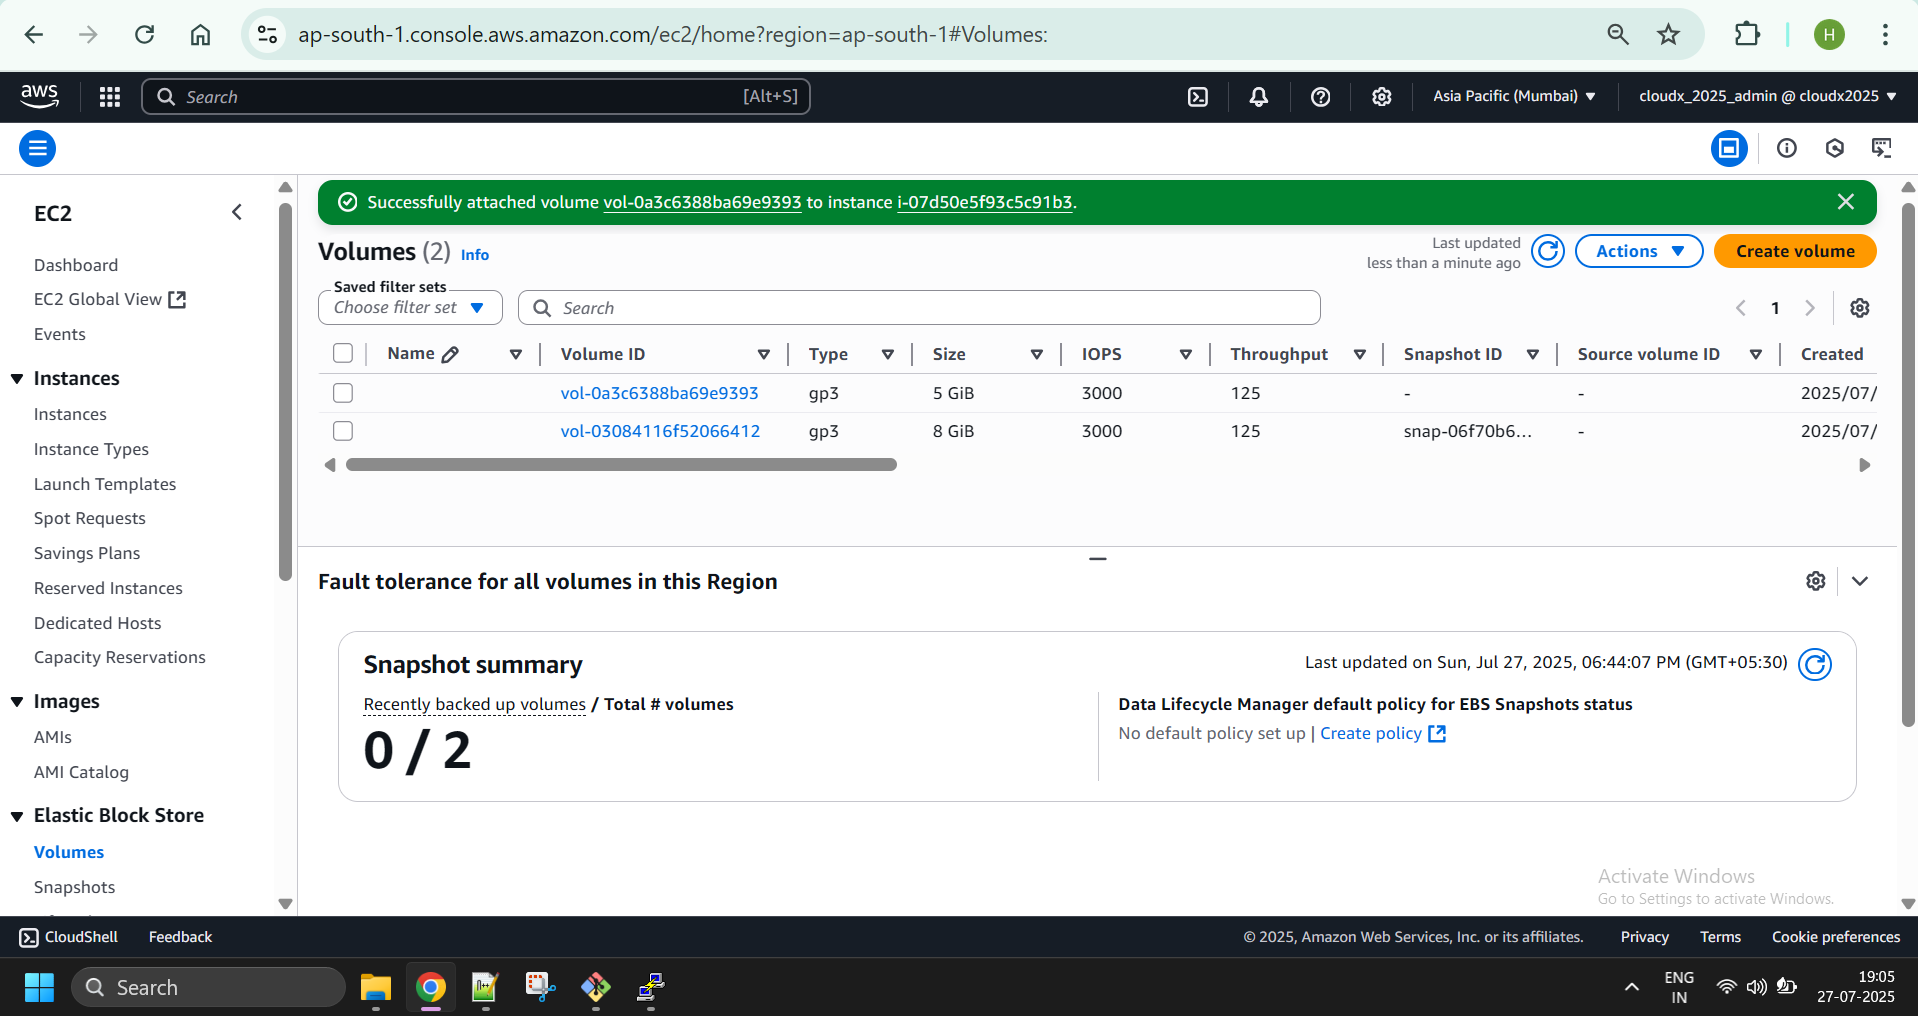 ap-south-1.console.aws.amazon.com/ec2/home?region=ap-south-1#Volumes:
H
aws
Search
[Alt+S]
Asia Pacific (Mumbai)
cloudx_2025_admin @ cloudx2025
EC2
Dashboard
EC2 Global View
Events
Instances
Instances
Instance Types
Launch Templates
Spot Requests
Savings Plans
Reserved Instances
Dedicated Hosts
Capacity Reservations
Images
AMIs
AMI Catalog
Elastic Block Store
Volumes
Snapshots
Successfully attached volume vol-0a3c6388ba69e9393 to instance i-07d50e5f93c5c91b3.
Volumes (2) Info
Last updated
less than a minute ago
Actions
Create volume
Saved filter sets
Choose filter set
Search
1
Name Volume ID Type Size IOPS Throughput Snapshot ID Source volume ID Created
vol-0a3c6388ba69e9393 gp3 5 GiB 3000 125 - - 2025/07/
vol-03084116f52066412 gp3 8 GiB 3000 125 snap-06f70b6... - 2025/07/
Fault tolerance for all volumes in this Region
Snapshot summary
Last updated on Sun, Jul 27, 2025, 06:44:07 PM (GMT+05:30)
Recently backed up volumes / Total # volumes
0 / 2
Data Lifecycle Manager default policy for EBS Snapshots status
No default policy set up | Create policy
Activate Windows
Go to Settings to activate Windows.
CloudShell Feedback
© 2025, Amazon Web Services, Inc. or its affiliates. Privacy Terms Cookie preferences
Search
ENG
IN
19:05
27-07-2025